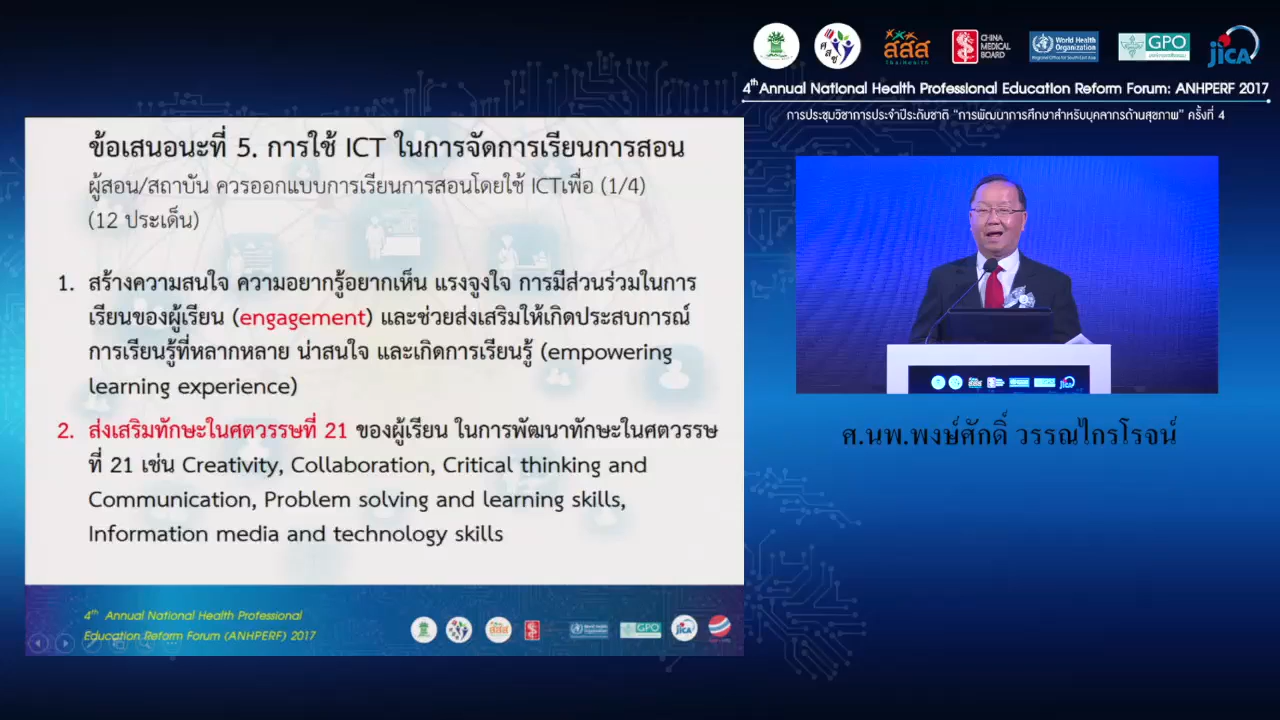 สสส
ThaiHealth
CHINA
MEDICAL
BOARD
World Health
Organization
Regional Office for South-East Asia
GPO
jICA
4th Annual National Health Professional Education Reform Forum: ANHPERF 2017
การประชุมวิชาการประจำปีระดับชาติ "การพัฒนาการศึกษาสำหรับบุคลากรด้านสุขภาพ" ครั้งที่ 4
ข้อเสนอนะที่ 5. การใช้ ICT ในการจัดการเรียนการสอน
ผู้สอน/สถาบัน ควรออกแบบการเรียนการสอนโดยใช้ ICTเพื่อ (1/4)
(12 ประเด็น)
1. สร้างความสนใจ ความอยากรู้อยากเห็น แรงจูงใจ การมีส่วนร่วมในการ
เรียนของผู้เรียน (engagement) และช่วยส่งเสริมให้เกิดประสบการณ์
การเรียนรู้ที่หลากหลาย น่าสนใจ และเกิดการเรียนรู้ (empowering
learning experience)
2. ส่งเสริมทักษะในศตวรรษที่ 21 ของผู้เรียน ในการพัฒนาทักษะในศตวรรษ
ที่ 21 เช่น Creativity, Collaboration, Critical thinking and
Communication, Problem solving and learning skills,
Information media and technology skills
ศ.นพ.พงษ์ศักดิ์ วรรณไกรโรจน์
4th Annual National Health Professional
Education Reform Forum (ANHPERF) 2017
GPO
jICA